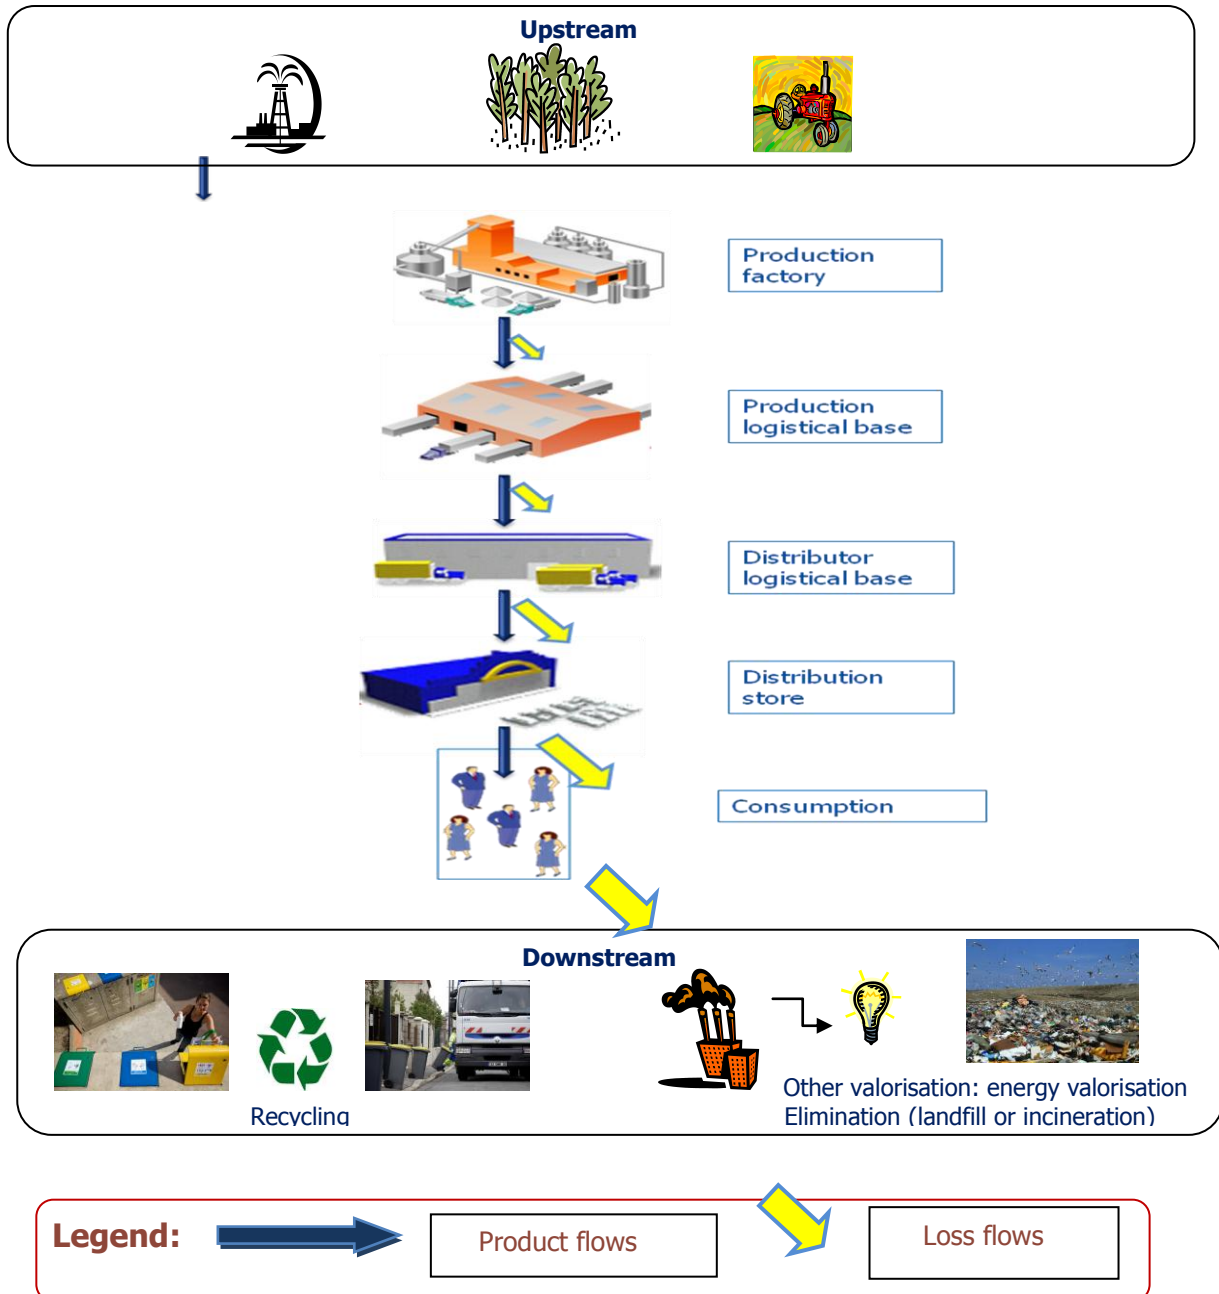 Upstream
Production
factory
Production
logistical base
Distributor
logistical base
Distribution
store
Consumption
Downstream
Recycling
Other valorisation: energy valorisation
Elimination (landfill or incineration)
Legend:
Product flows
Loss flows